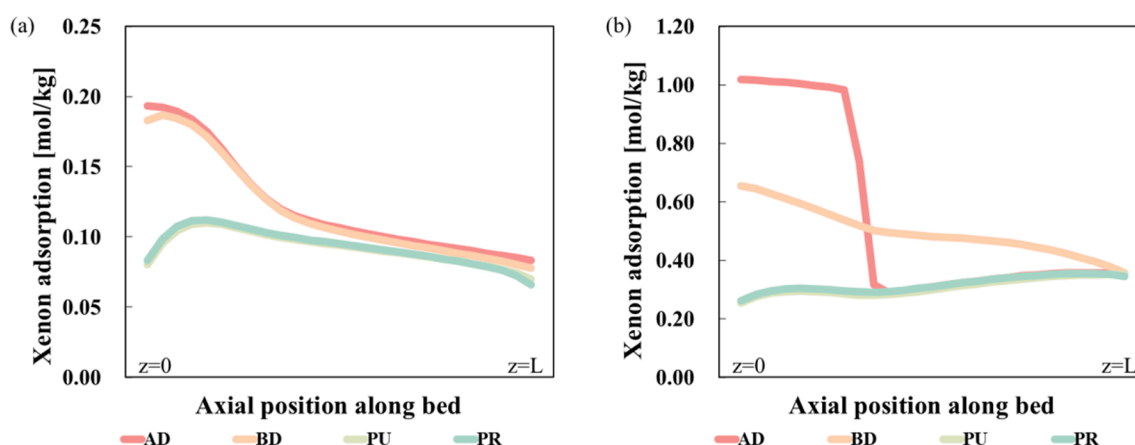 (a)
Xenon adsorption [mol/kg]
0.25
0.20
0.15
0.10
0.05
0.00
z=0
z=L
Axial position along bed
AD BD PU PR
(b)
Xenon adsorption [mol/kg]
1.20
1.00
0.80
0.60
0.40
0.20
0.00
z=0
z=L
Axial position along bed
AD BD PU PR